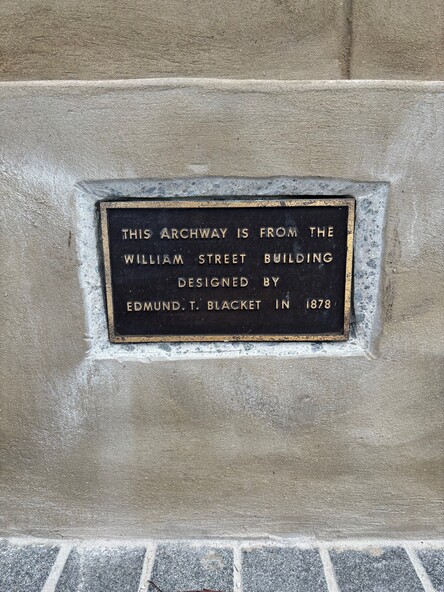 THIS ARCHWAY IS FROM THE
WILLIAM STREET BUILDING
DESIGNED BY
EDMUND. T. BLACKET IN 1878